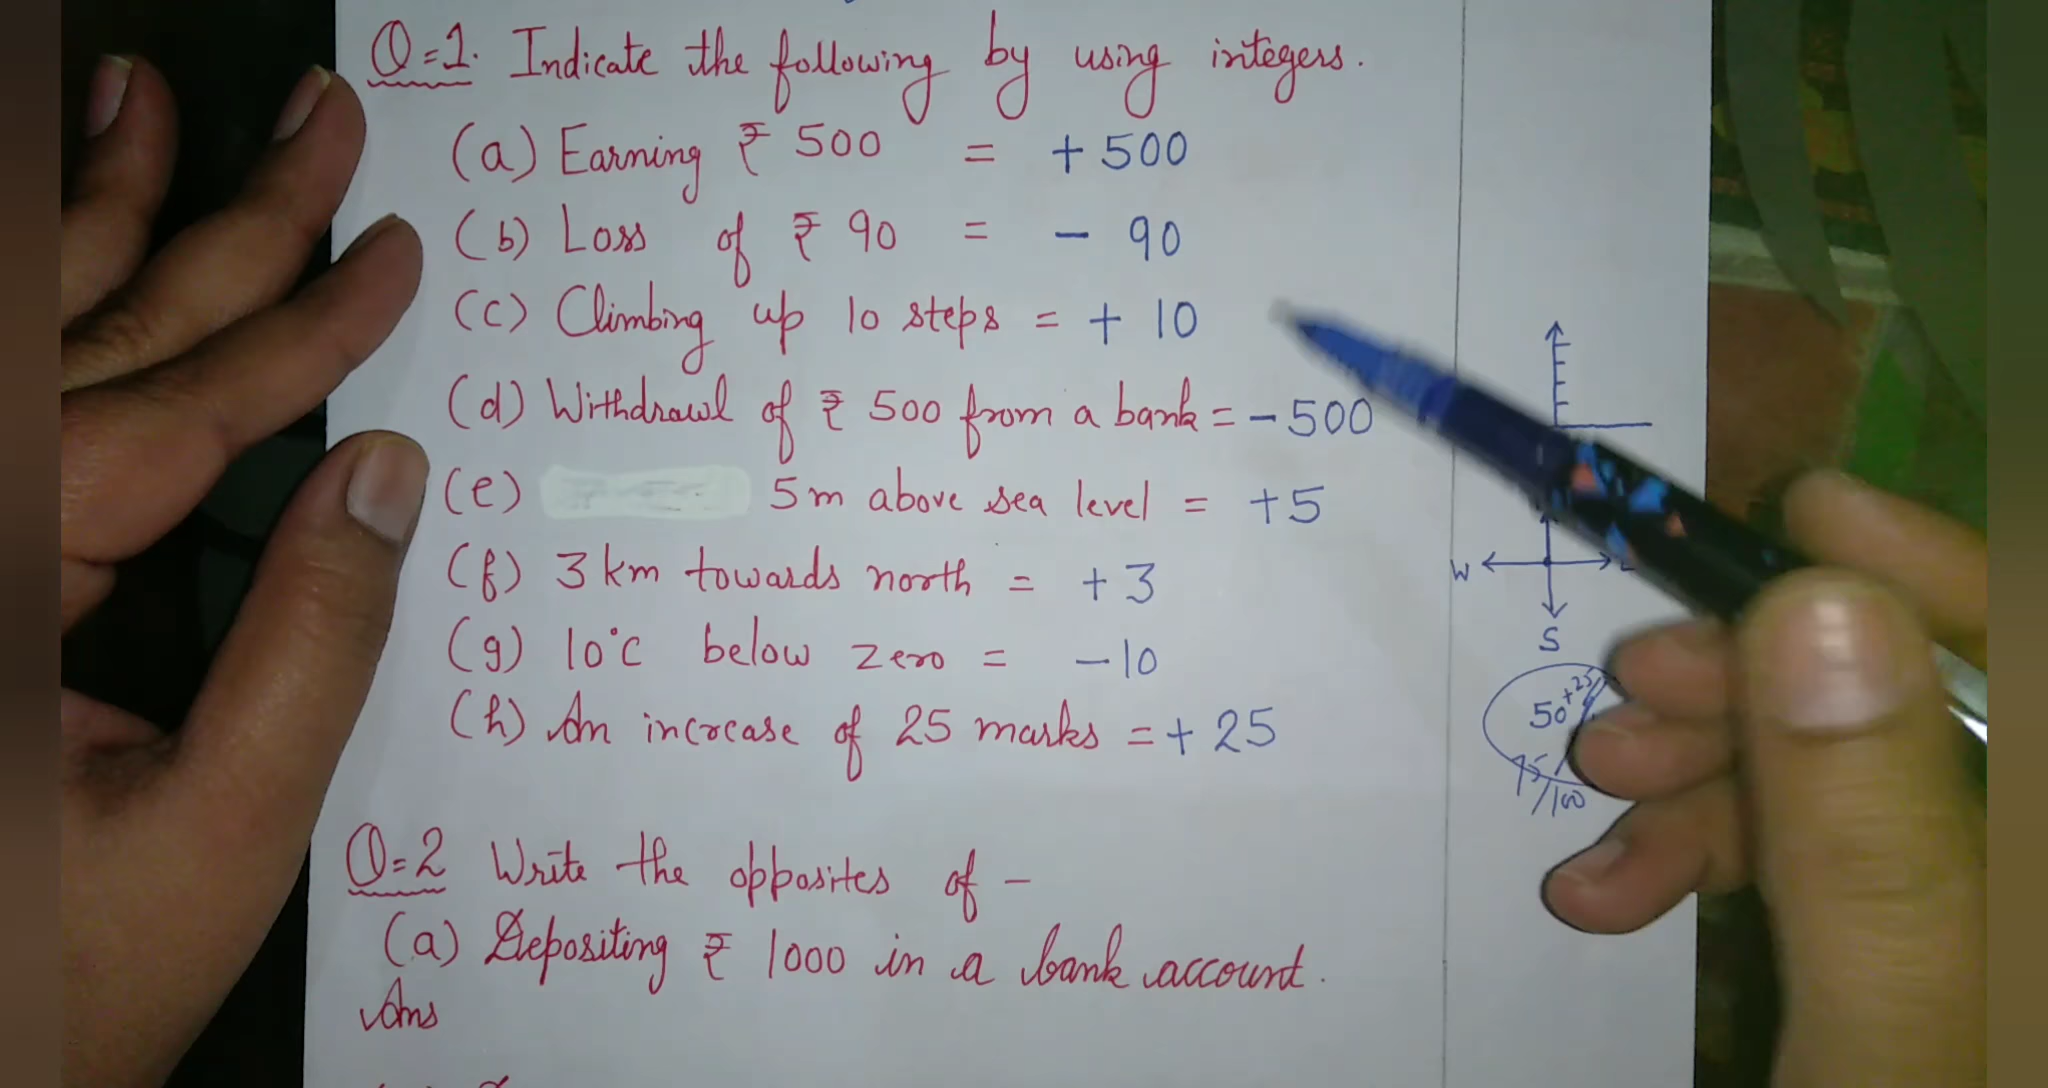 Q=1. Indicate the following by using integers.
(a) Earning ₹ 500 = + 500
(b) Loss of ₹ 90 = - 90
(c) Climbing up 10 steps = + 10
(d) Withdrawl of ₹ 500 from a bank = - 500
(e) 5m above sea level = +5
(f) 3 km towards north = +3
(g) 10°C below zero = -10
(h) An increase of 25 marks = + 25
Q=2 Write the opposites of -
(a) Depositing ₹ 1000 in a bank account.
Ans
W
S
50 +25
75/100